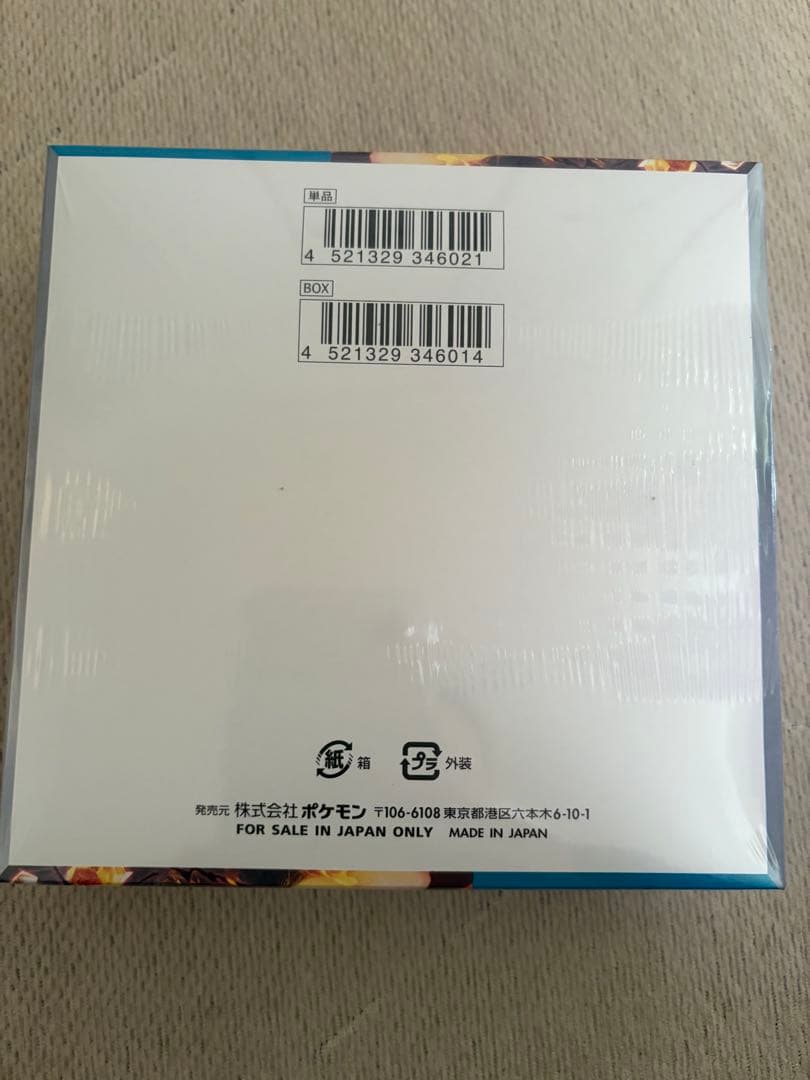 単品
4 521329 346021
BOX
4 521329 346014
紙 箱 プラ 外装
発売元 株式会社 ポケモン 〒106-6108 東京都港区六本木6-10-1
FOR SALE IN JAPAN ONLY MADE IN JAPAN